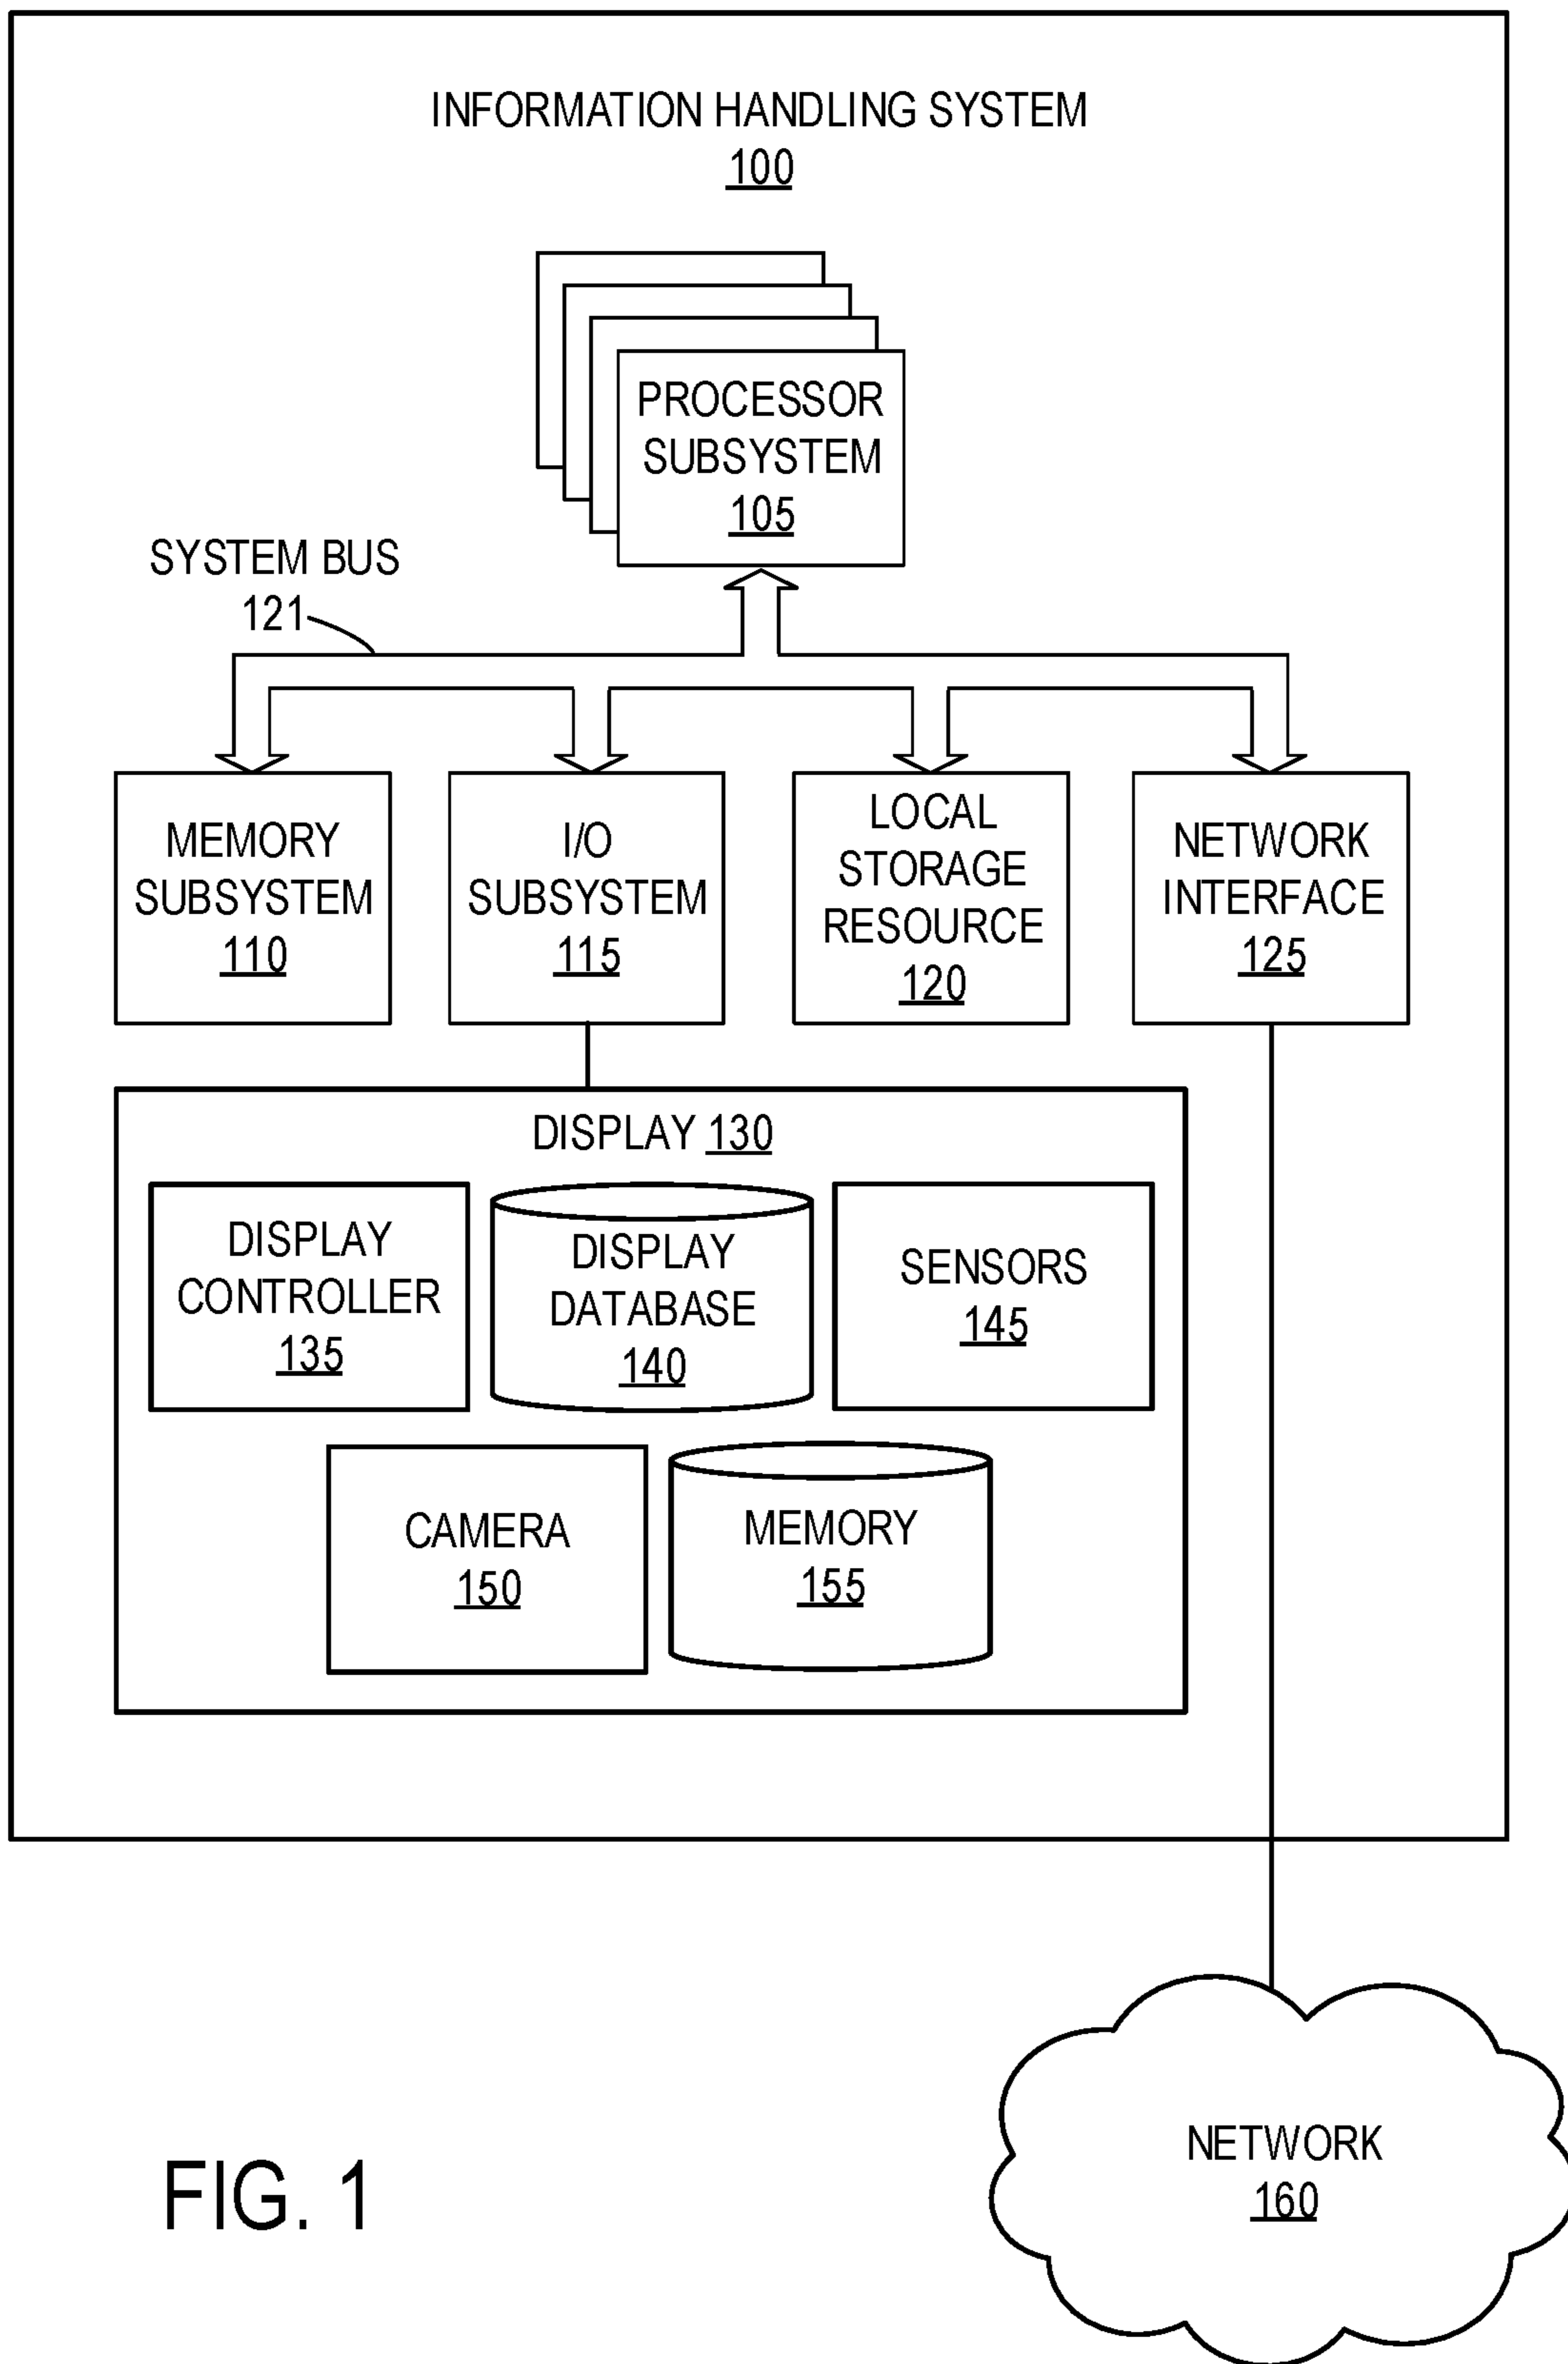 INFORMATION HANDLING SYSTEM
100
PROCESSOR
SUBSYSTEM
105
SYSTEM BUS
121
MEMORY
SUBSYSTEM
110
I/O
SUBSYSTEM
115
LOCAL
STORAGE
RESOURCE
120
NETWORK
INTERFACE
125
DISPLAY 130
DISPLAY
CONTROLLER
135
DISPLAY
DATABASE
140
SENSORS
145
CAMERA
150
MEMORY
155
NETWORK
160
FIG. 1